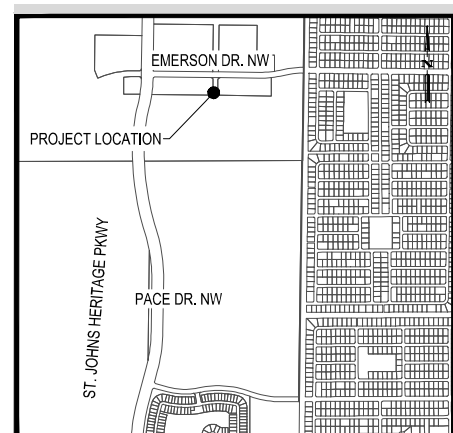 EMERSON DR. NW
PROJECT LOCATION
ST. JOHNS HERITAGE PKWY
PACE DR. NW